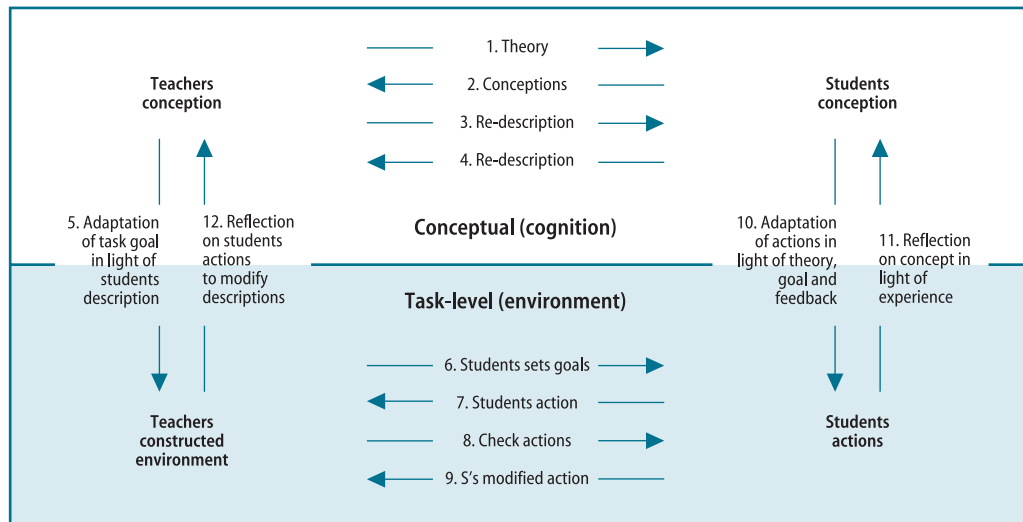 1. Theory
Teachers
conception
2. Conceptions
Students
conception
3. Re-description
4. Re-description
5. Adaptation
of task goal
in light of
students
description
12. Reflection
on students
actions
to modify
descriptions
Conceptual (cognition)
10. Adaptation
of actions in
light of theory,
goal and
feedback
11. Reflection
on concept in
light of
experience
Task-level (environment)
6. Students sets goals
7. Students action
Teachers
constructed
environment
8. Check actions
Students
actions
9. S's modified action